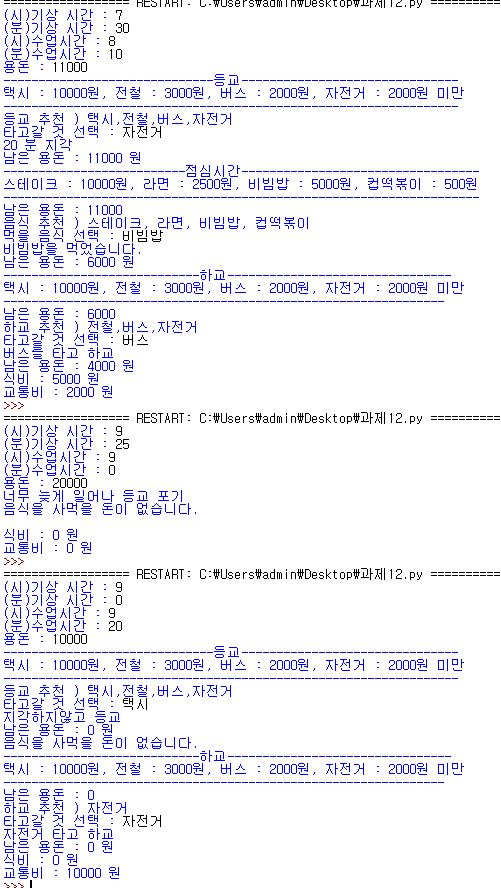 ================== RESTART: C:\Users\admin\Desktop\과제12.py ==========
(시)기상 시간 : 7
(분)기상 시간 : 30
(시)수업시간 : 8
(분)수업시간 : 10
용돈 : 11000
------------------------------등교-------------------------------
택시 : 10000원, 전철 : 3000원, 버스 : 2000원, 자전거 : 2000원 미만
-----------------------------------------------------------------
등교 추천 ) 택시,전철,버스,자전거
타고갈 것 선택 : 자전거
20 분 지각
남은 용돈 : 11000 원
--------------------------점심시간------------------------------
스테이크 : 10000원, 라면 : 2500원, 비빔밥 : 5000원, 컵떡볶이 : 500원
--------------------------------------------------------------------
남은 용돈 : 11000
음식 추천 ) 스테이크, 라면, 비빔밥, 컵떡볶이
먹을 음식 선택 : 비빔밥
비빔밥을 먹었습니다.
남은 용돈 : 6000 원
----------------------------하교--------------------------------
택시 : 10000원, 전철 : 3000원, 버스 : 2000원, 자전거 : 2000원 미만
---------------------------------------------------------------
남은 용돈 : 6000
하교 추천 ) 전철,버스,자전거
타고갈 것 선택 : 버스
버스를 타고 하교
남은 용돈 : 4000 원
식비 : 5000 원
교통비 : 2000 원
>>>
================== RESTART: C:\Users\admin\Desktop\과제12.py ==========
(시)기상 시간 : 9
(분)기상 시간 : 25
(시)수업시간 : 9
(분)수업시간 : 0
용돈 : 20000
너무 늦게 일어나 등교 포기
음식을 사먹을 돈이 없습니다.
식비 : 0 원
교통비 : 0 원
>>>
================== RESTART: C:\Users\admin\Desktop\과제12.py ==========
(시)기상 시간 : 9
(분)기상 시간 : 0
(시)수업시간 : 9
(분)수업시간 : 20
용돈 : 10000
------------------------------등교-------------------------------
택시 : 10000원, 전철 : 3000원, 버스 : 2000원, 자전거 : 2000원 미만
-----------------------------------------------------------------
등교 추천 ) 택시,전철,버스,자전거
타고갈 것 선택 : 택시
지각하지않고 등교
남은 용돈 : 0 원
음식을 사먹을 돈이 없습니다.
----------------------------하교--------------------------------
택시 : 10000원, 전철 : 3000원, 버스 : 2000원, 자전거 : 2000원 미만
---------------------------------------------------------------
남은 용돈 : 0
하교 추천 ) 자전거
타고갈 것 선택 : 자전거
자전거 타고 하교
남은 용돈 : 0 원
식비 : 0 원
교통비 : 10000 원
>>>